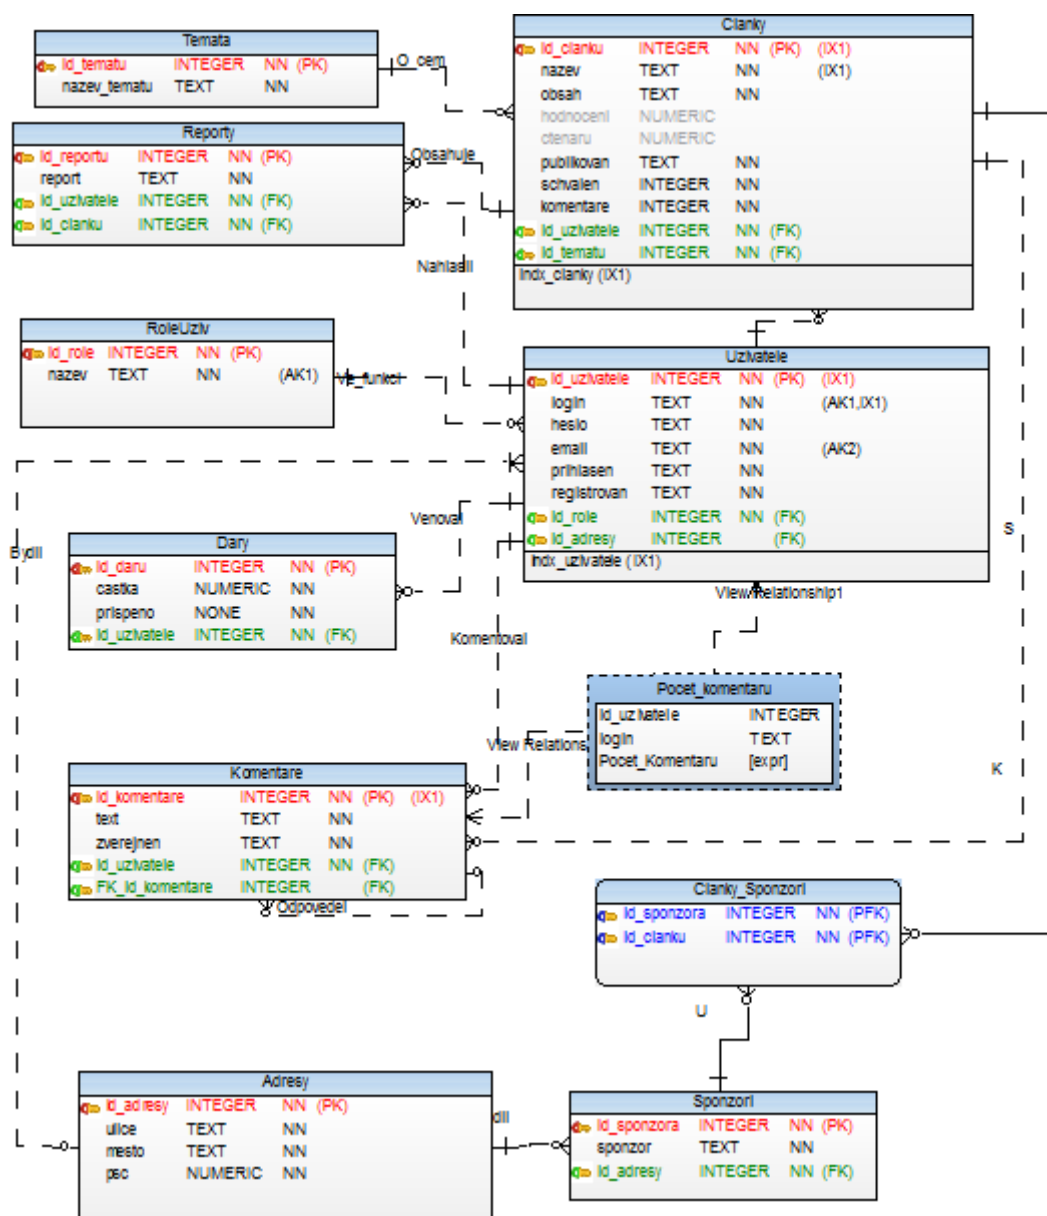 Temata
id_tematu INTEGER NN (PK)
nazev_tematu TEXT NN
O_cem
Clanky
id_clanku INTEGER NN (PK) (IX1)
nazev TEXT NN (IX1)
obsah TEXT NN
hodnoceni NUMERIC
ctenaru NUMERIC
publikovan TEXT NN
schvalen INTEGER NN
komentare INTEGER NN
id_uzivatele INTEGER NN (FK)
id_tematu INTEGER NN (FK)
indx_clanky (IX1)
Reporty
id_reportu INTEGER NN (PK)
report TEXT NN
id_uzivatele INTEGER NN (FK)
id_clanku INTEGER NN (FK)
Obsahuje
Nahlasil
RoleUziv
id_role INTEGER NN (PK)
nazev TEXT NN (AK1)
Ve_funkci
Uzivatele
id_uzivatele INTEGER NN (PK) (IX1)
login TEXT NN (AK1,IX1)
heslo TEXT NN
email TEXT NN (AK2)
prihlasen TEXT NN
registrovan TEXT NN
id_role INTEGER NN (FK)
id_adresy INTEGER (FK)
indx_uzivatele (IX1)
Venoval
S
Bydli
Dary
id_daru INTEGER NN (PK)
castka NUMERIC NN
prispeno NONE NN
id_uzivatele INTEGER NN (FK)
View Relationship1
Komentoval
Pocet_komentaru
id_uzivatele INTEGER
login TEXT
Pocet_Komentaru [expr]
View Relations
K
Komentare
id_komentare INTEGER NN (PK) (IX1)
text TEXT NN
zverejnen TEXT NN
id_uzivatele INTEGER NN (FK)
FK_id_komentare INTEGER (FK)
Odpovedel
Clanky_Sponzori
id_sponzora INTEGER NN (PFK)
id_clanku INTEGER NN (PFK)
U
Adresy
id_adresy INTEGER NN (PK)
ulice TEXT NN
mesto TEXT NN
psc NUMERIC NN
dli
Sponzori
id_sponzora INTEGER NN (PK)
sponzor TEXT NN
id_adresy INTEGER NN (FK)